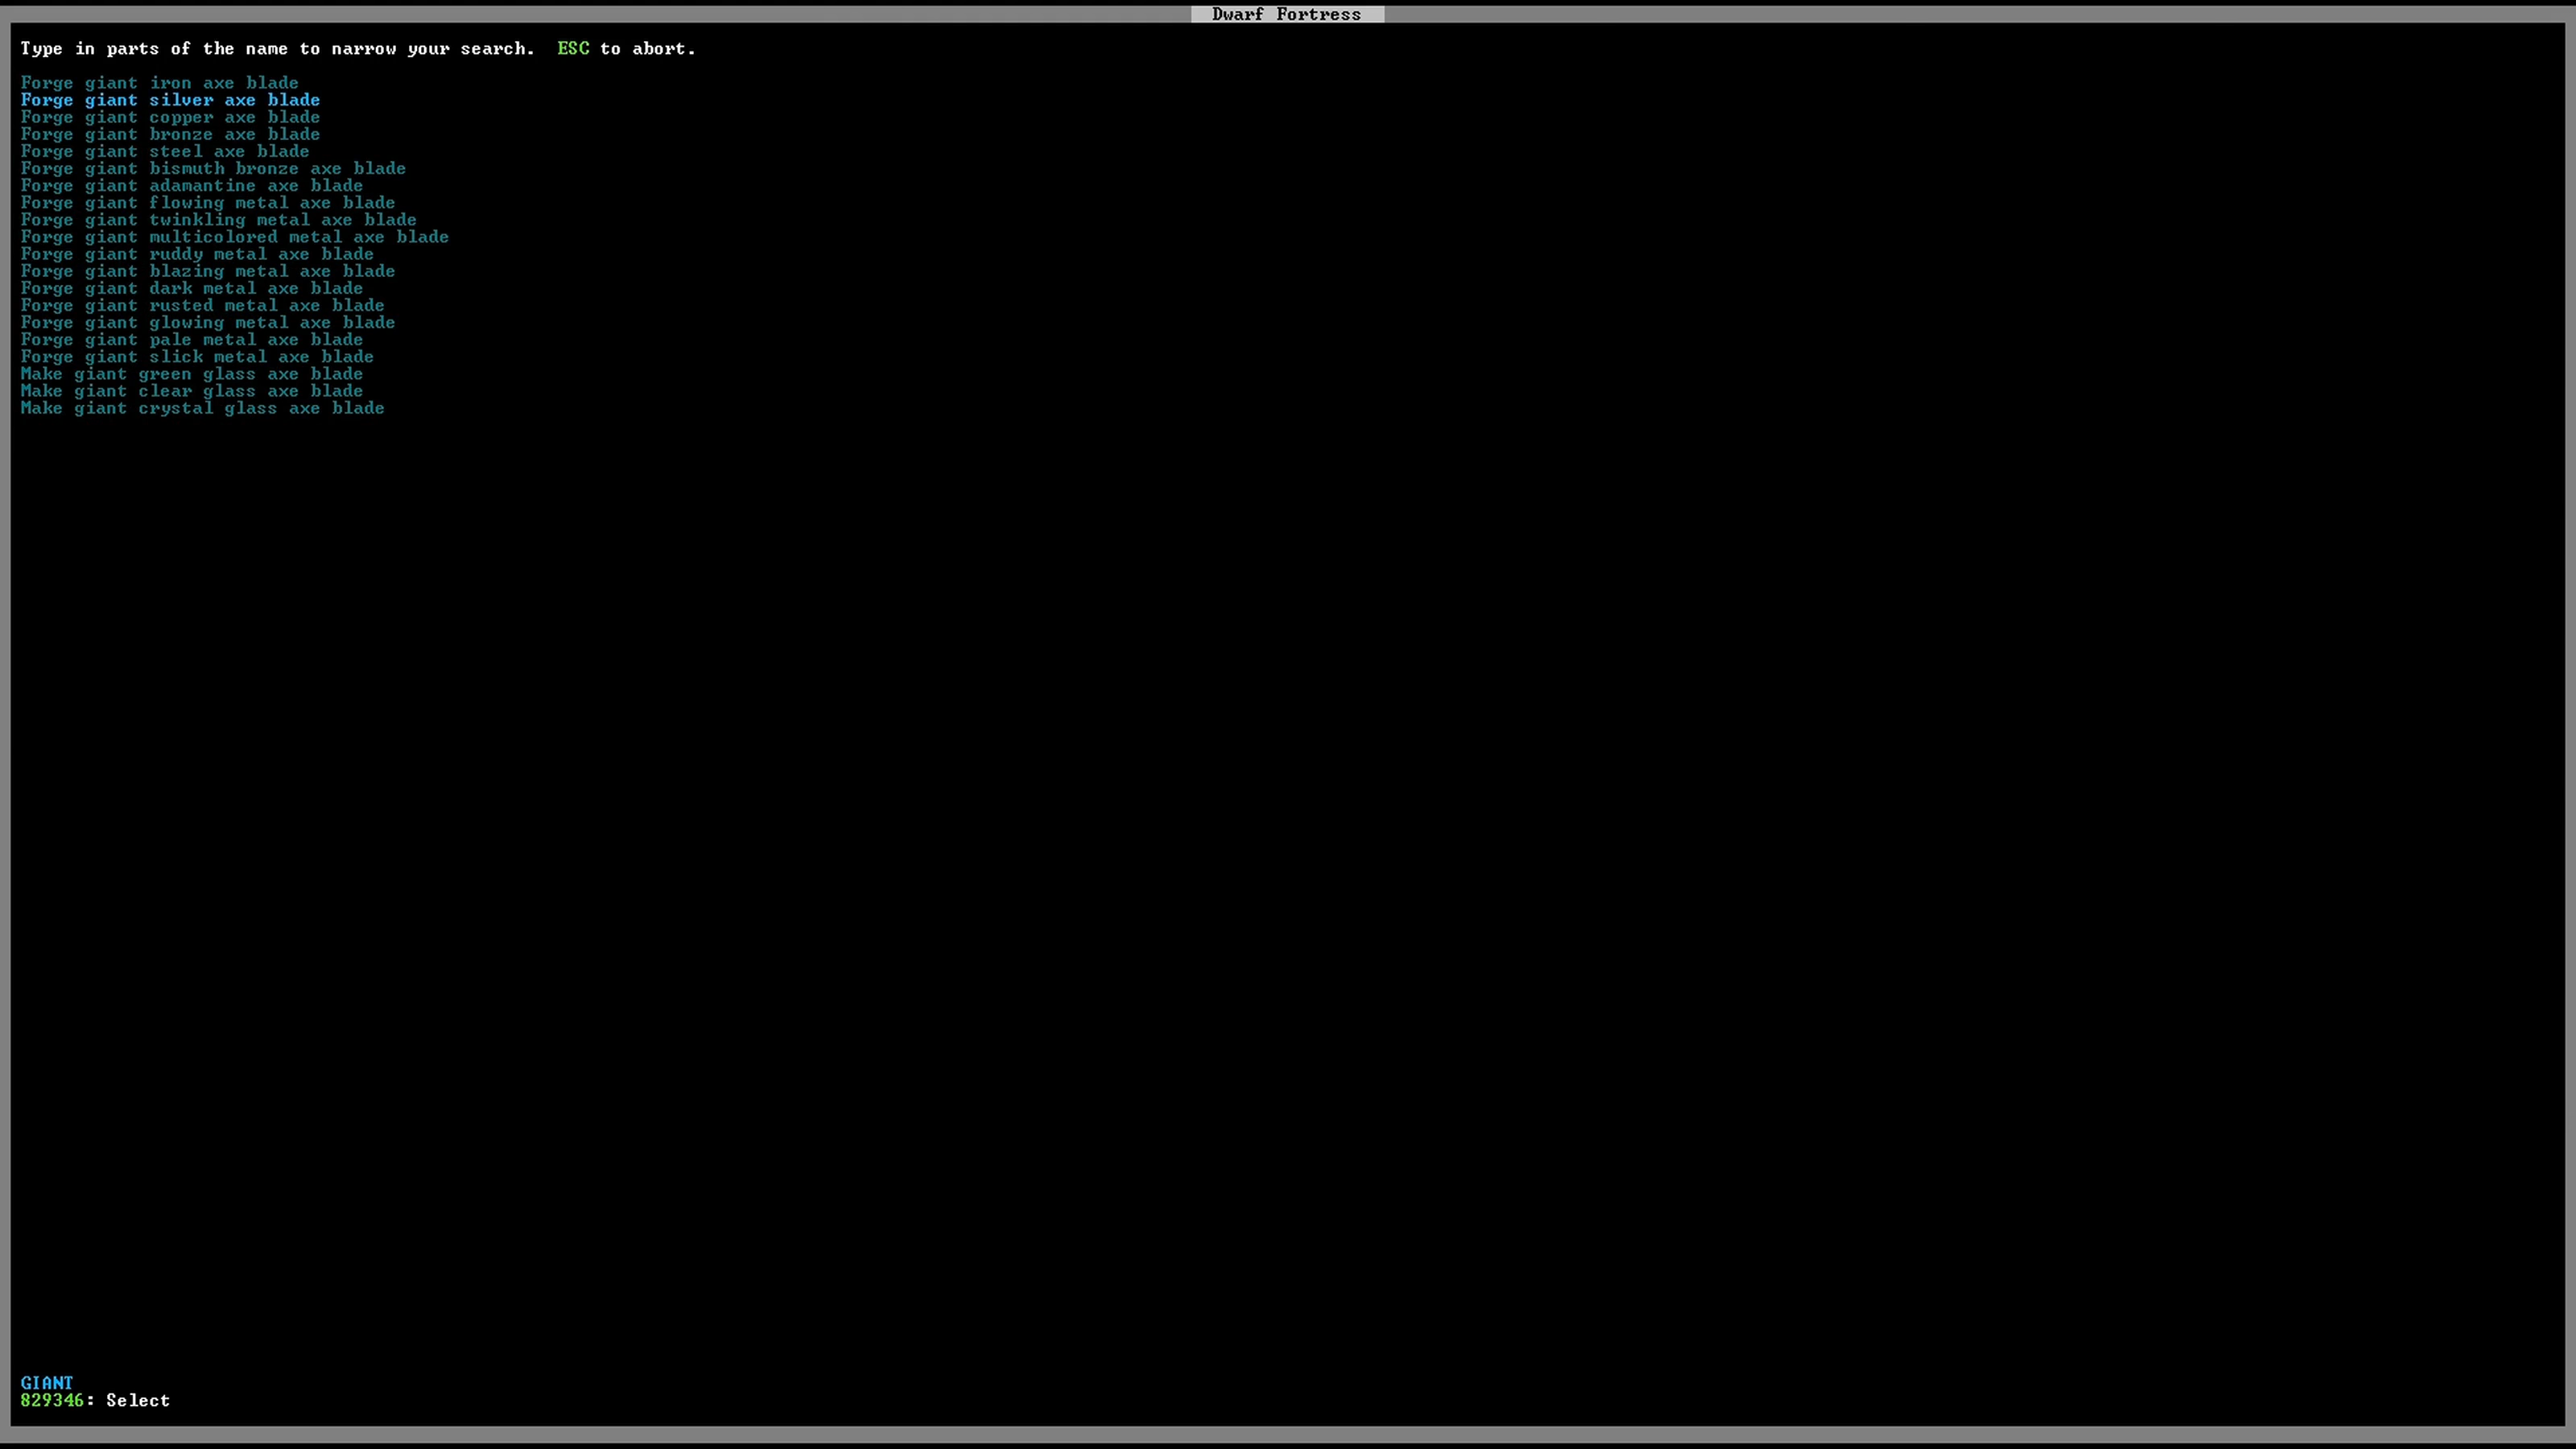 Dwarf Fortress
Type in parts of the name to narrow your search.  ESC to abort.
Forge giant iron axe blade
Forge giant silver axe blade
Forge giant copper axe blade
Forge giant bronze axe blade
Forge giant steel axe blade
Forge giant bismuth bronze axe blade
Forge giant adamantine axe blade
Forge giant flowing metal axe blade
Forge giant twinkling metal axe blade
Forge giant multicolored metal axe blade
Forge giant ruddy metal axe blade
Forge giant blazing metal axe blade
Forge giant dark metal axe blade
Forge giant rusted metal axe blade
Forge giant glowing metal axe blade
Forge giant pale metal axe blade
Forge giant slick metal axe blade
Make giant green glass axe blade
Make giant clear glass axe blade
Make giant crystal glass axe blade
GIANT
829346: Select